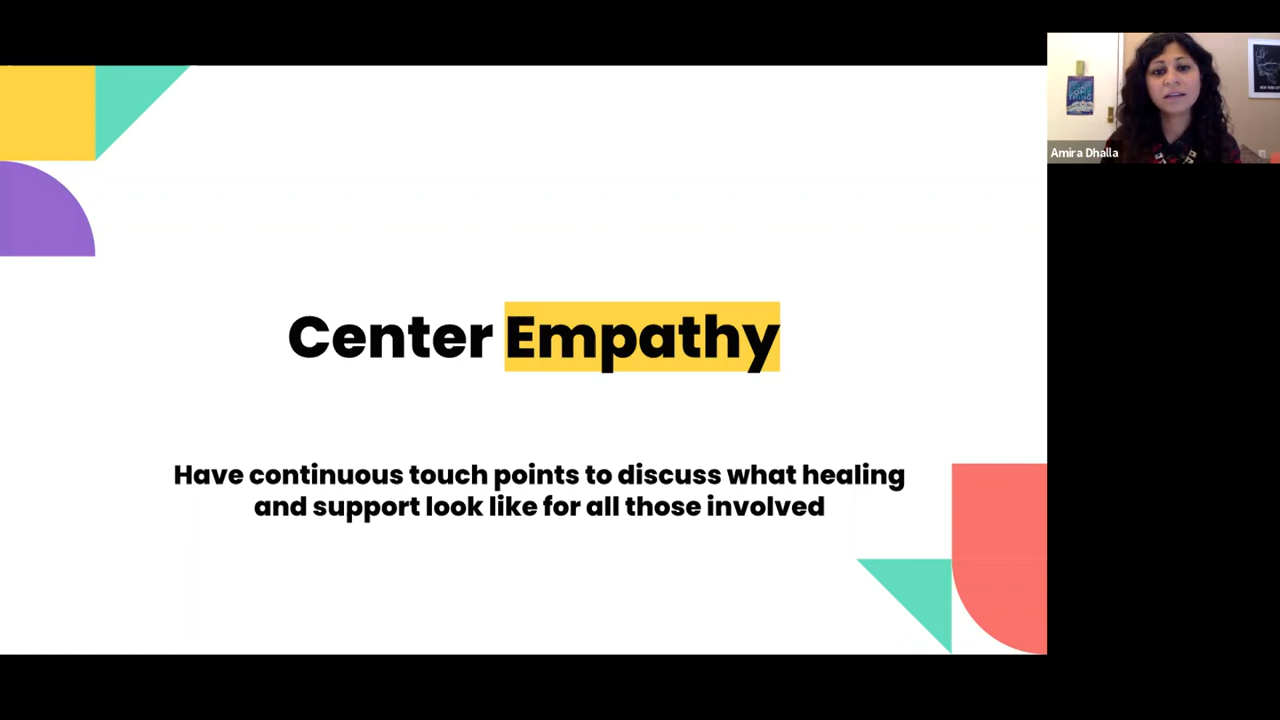 Center Empathy
Have continuous touch points to discuss what healing
and support look like for all those involved
Amira Dhalla